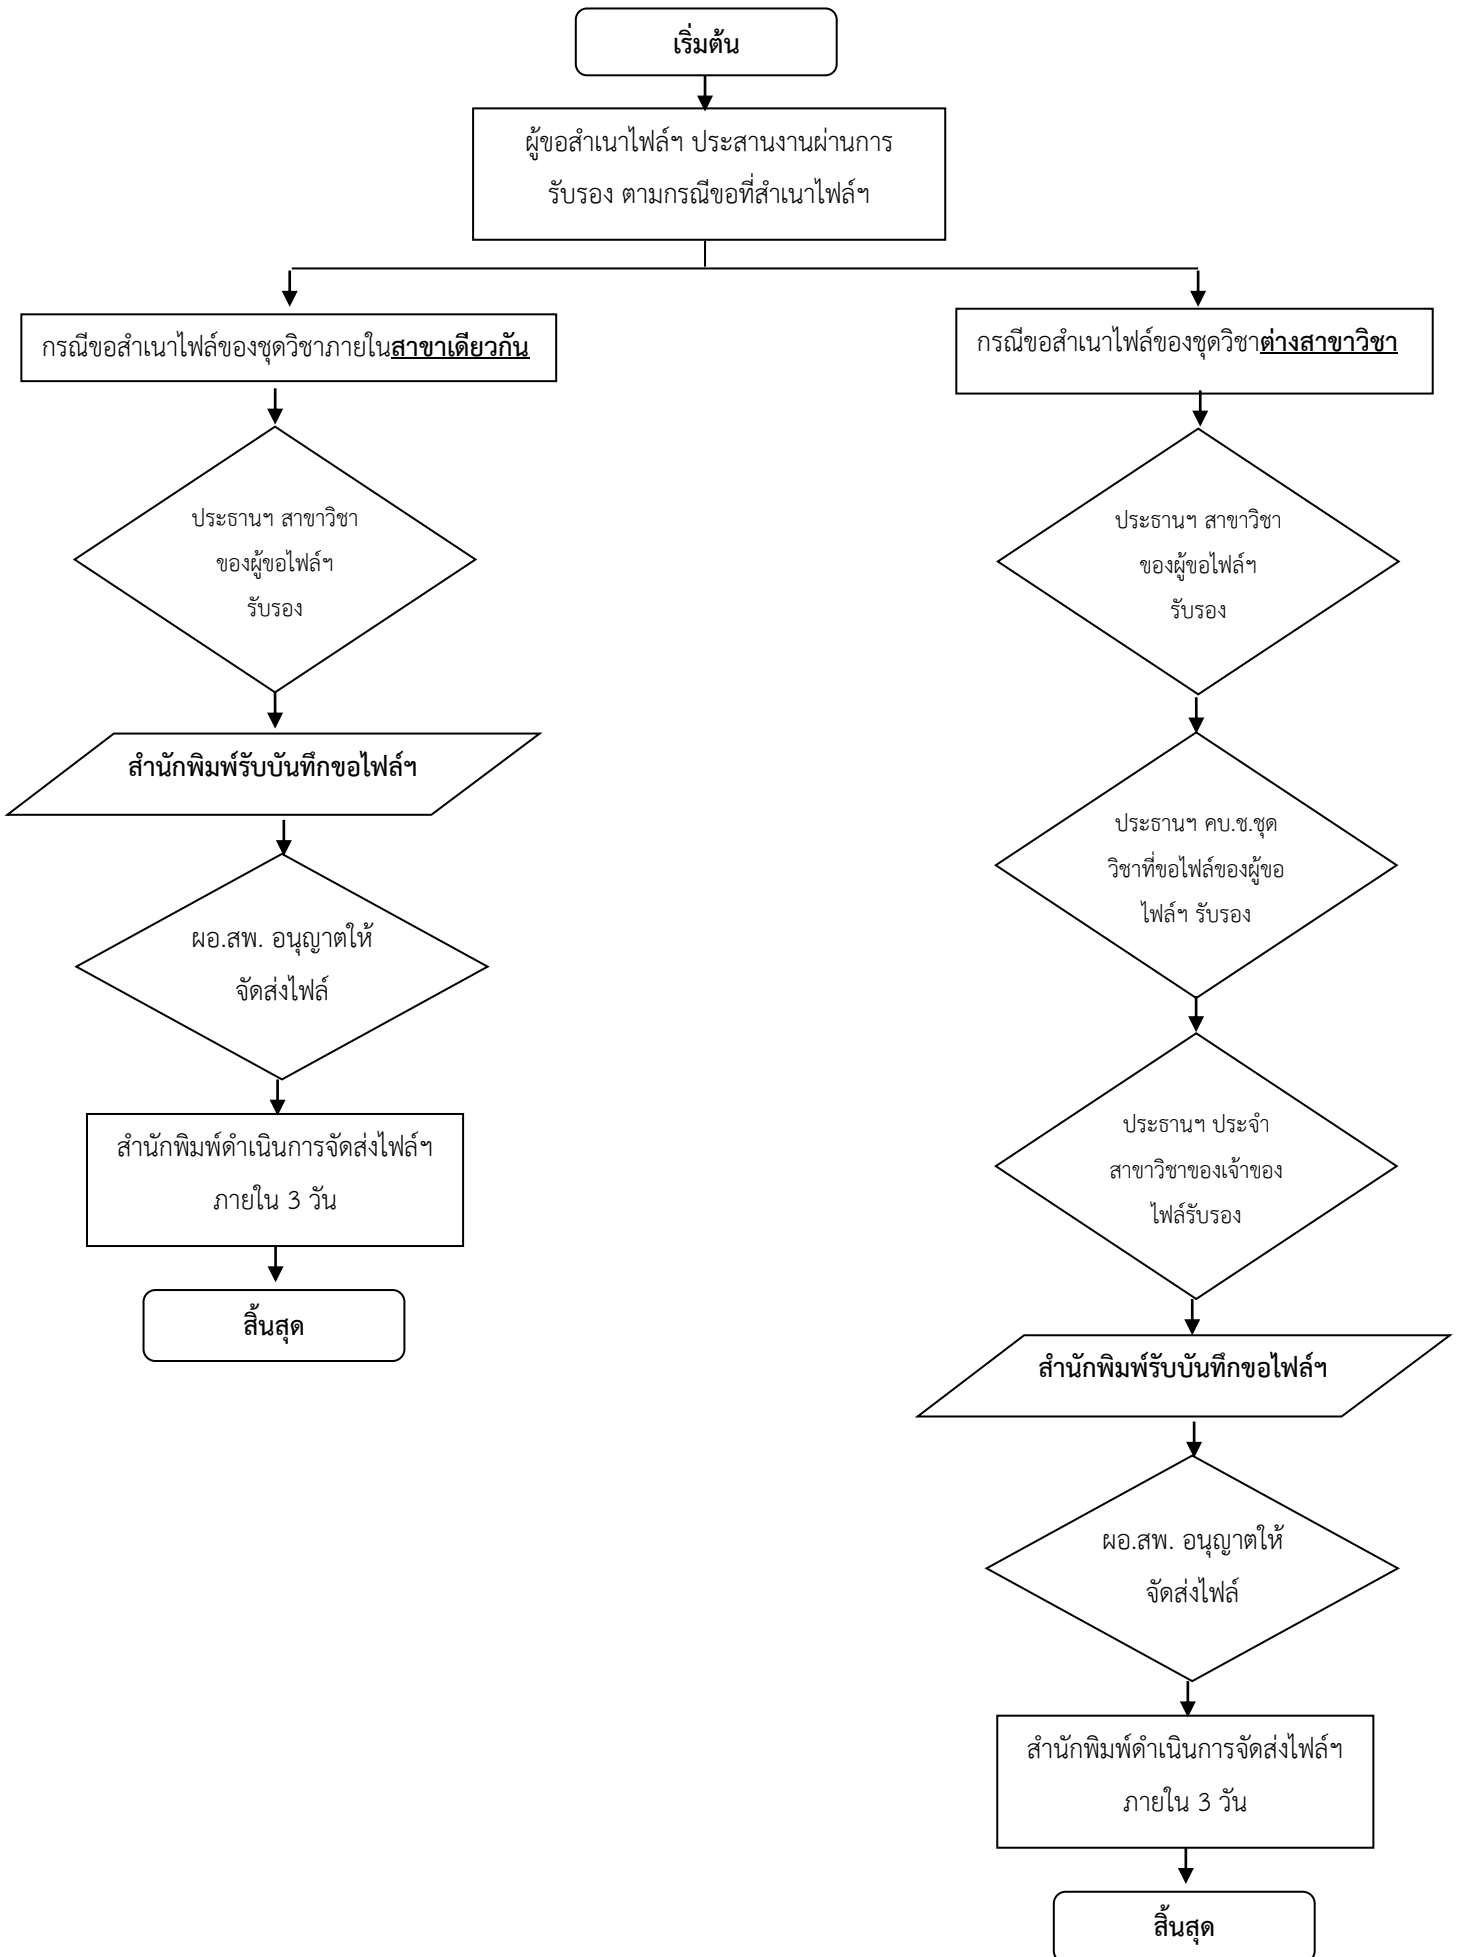 เริ่มต้น
ผู้ขอสำเนาไฟล์ฯ ประสานงานผ่านการ
รับรอง ตามกรณีขอที่สำเนาไฟล์ฯ
กรณีขอสำเนาไฟล์ของชุดวิชาภายในสาขาเดียวกัน
ประธานฯ สาขาวิชา
ของผู้ขอไฟล์ฯ
รับรอง
สำนักพิมพ์รับบันทึกขอไฟล์ฯ
ผอ.สพ. อนุญาตให้
จัดส่งไฟล์
สำนักพิมพ์ดำเนินการจัดส่งไฟล์ฯ
ภายใน 3 วัน
สิ้นสุด
กรณีขอสำเนาไฟล์ของชุดวิชาต่างสาขาวิชา
ประธานฯ สาขาวิชา
ของผู้ขอไฟล์ฯ
รับรอง
ประธานฯ คบ.ช.ชุด
วิชาที่ขอไฟล์ของผู้ขอ
ไฟล์ฯ รับรอง
ประธานฯ ประจำ
สาขาวิชาของเจ้าของ
ไฟล์รับรอง
สำนักพิมพ์รับบันทึกขอไฟล์ฯ
ผอ.สพ. อนุญาตให้
จัดส่งไฟล์
สำนักพิมพ์ดำเนินการจัดส่งไฟล์ฯ
ภายใน 3 วัน
สิ้นสุด